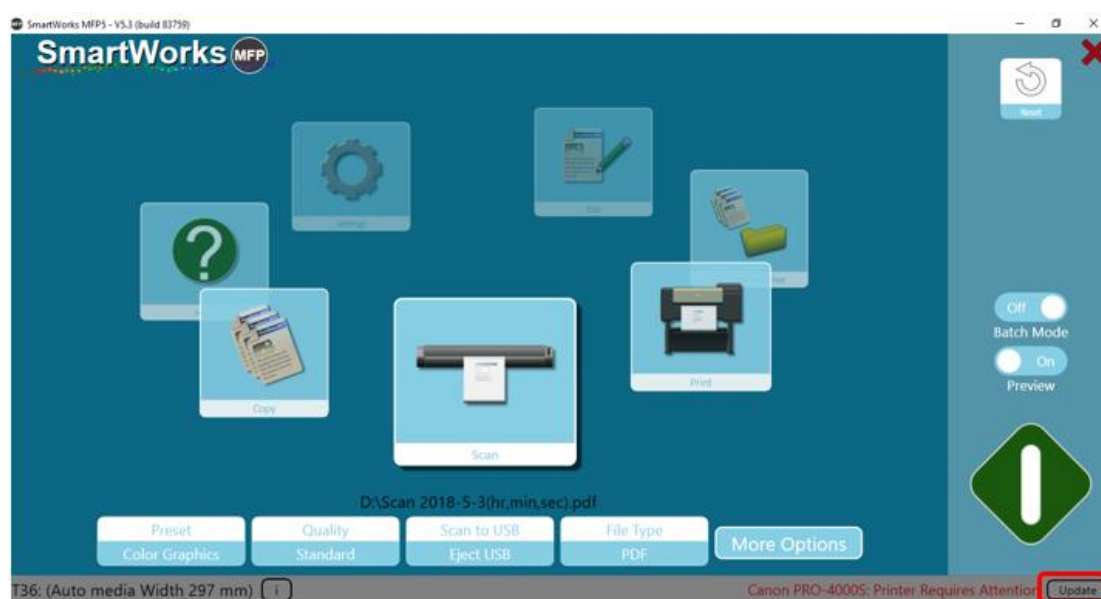 SmartWorks MFP5 - V5.3 (build 83759)
SmartWorks MFP
Reset
Settings
Edit
Print
Copy
Scan
Off
Batch Mode
On
Preview
D:\Scan 2018-5-3(hr,min,sec).pdf
Preset Quality Scan to USB File Type
Color Graphics Standard Eject USB PDF
More Options
T36: (Auto media Width 297 mm) i
Canon PRO-4000S: Printer Requires Attention Update